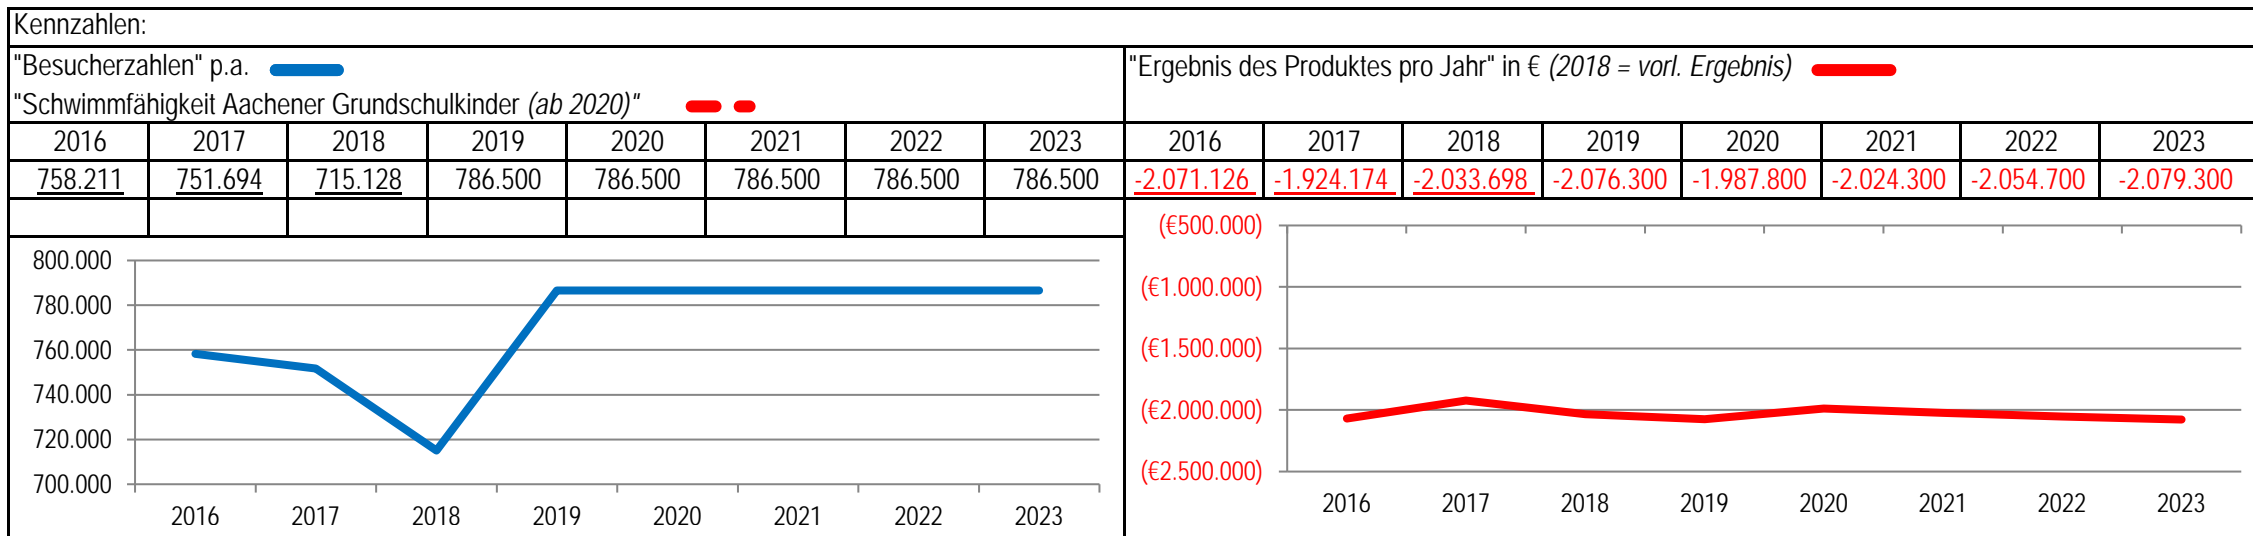 Kennzahlen:
"Besucherzahlen" p.a.
"Schwimmfähigkeit Aachener Grundschulkinder (ab 2020)"
"Ergebnis des Produktes pro Jahr" in € (2018 = vorl. Ergebnis)
2016 2017 2018 2019 2020 2021 2022 2023 2016 2017 2018 2019 2020 2021 2022 2023
758.211 751.694 715.128 786.500 786.500 786.500 786.500 786.500 -2.071.126 -1.924.174 -2.033.698 -2.076.300 -1.987.800 -2.024.300 -2.054.700 -2.079.300
800.000
780.000
760.000
740.000
720.000
700.000
2016 2017 2018 2019 2020 2021 2022 2023
(€500.000)
(€1.000.000)
(€1.500.000)
(€2.000.000)
(€2.500.000)
2016 2017 2018 2019 2020 2021 2022 2023